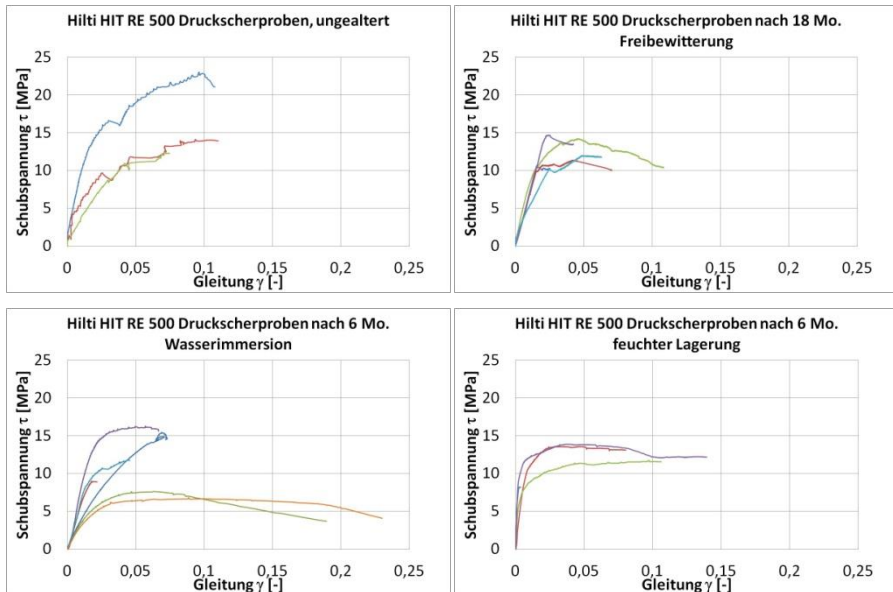 Hilti HIT RE 500 Druckscherproben, ungealtert
Schubspannung τ [MPa]
25
20
15
10
5
0
0 0,05 0,1 0,15 0,2 0,25
Gleitung γ [-]
Hilti HIT RE 500 Druckscherproben nach 18 Mo.
Freibewitterung
Schubspannung τ [MPa]
25
20
15
10
5
0
0 0,05 0,1 0,15 0,2 0,25
Gleitung γ [-]
Hilti HIT RE 500 Druckscherproben nach 6 Mo.
Wasserimmersion
Schubspannung τ [MPa]
25
20
15
10
5
0
0 0,05 0,1 0,15 0,2 0,25
Gleitung γ [-]
Hilti HIT RE 500 Druckscherproben nach 6 Mo.
feuchter Lagerung
Schubspannung τ [MPa]
25
20
15
10
5
0
0 0,05 0,1 0,15 0,2 0,25
Gleitung γ [-]